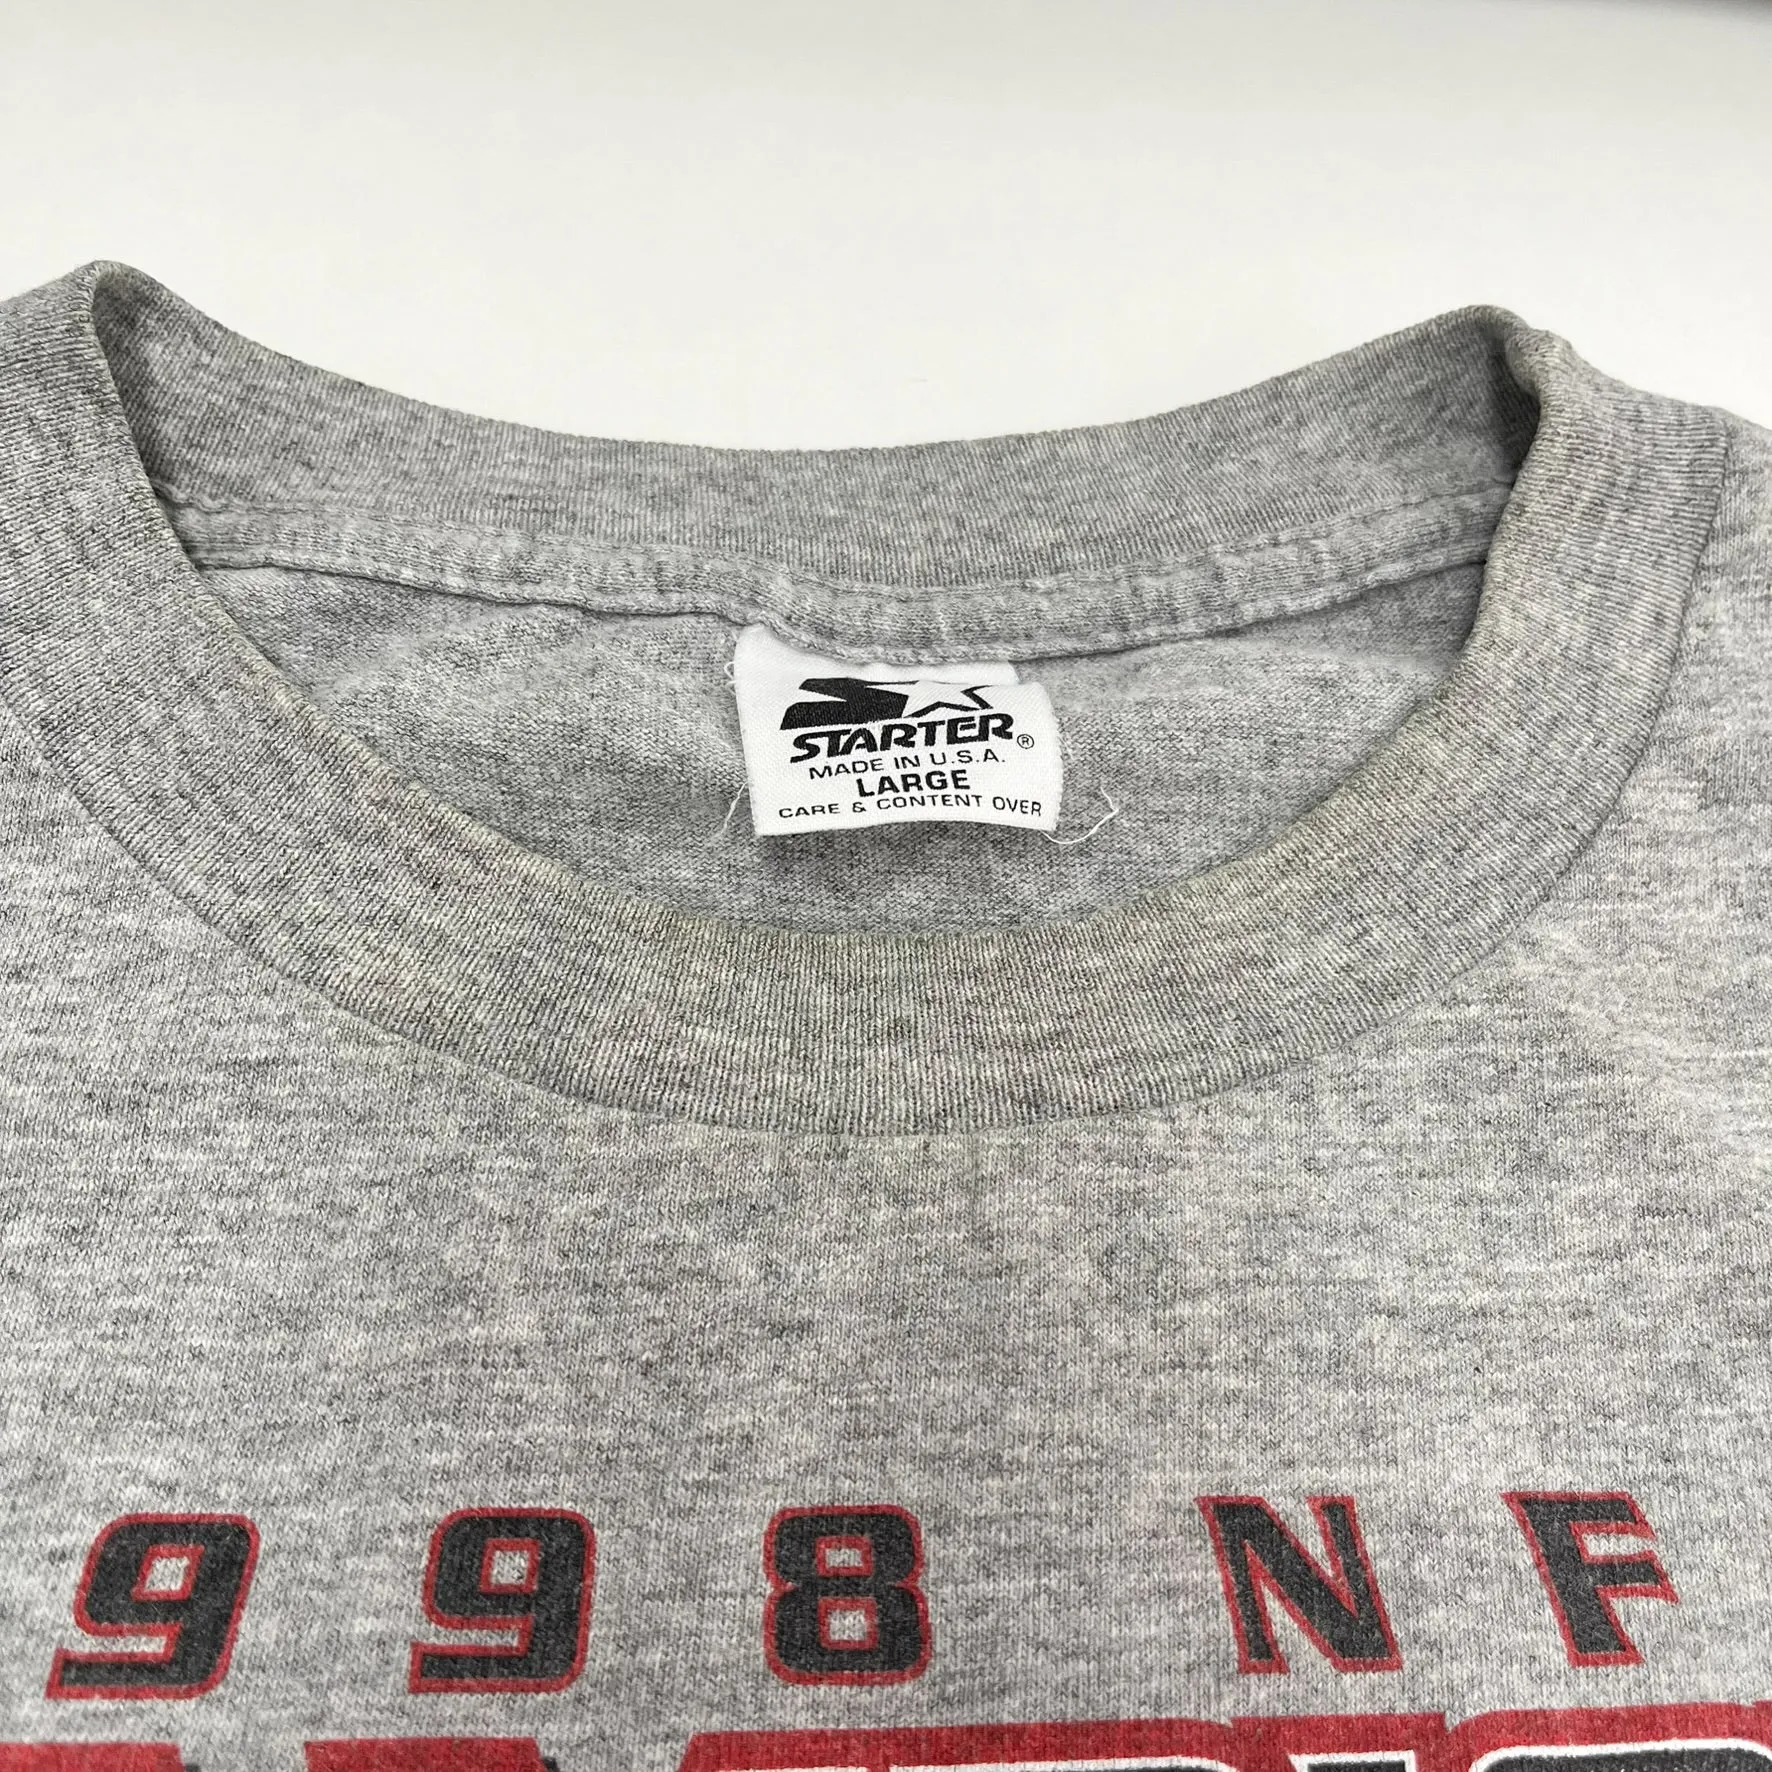 STARTER®
MADE IN U.S.A.
LARGE
CARE & CONTENT OVER
998 NF